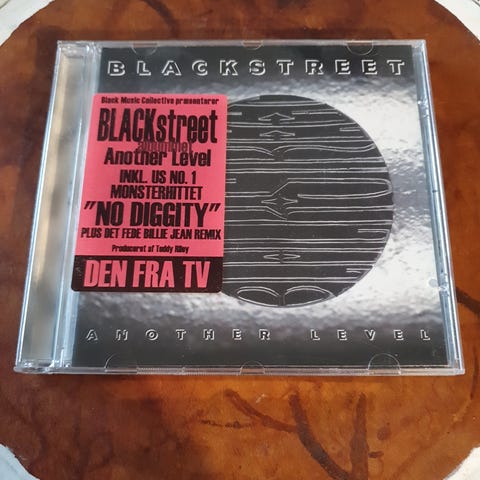 BLACKSTREET
Black Music Collective præsenterer
BLACKstreet
albummet
Another Level
INKL. US NO. 1
MONSTERHITTET
"NO DIGGITY"
PLUS DET FEDE BILLIE JEAN REMIX
Produceret af Teddy Riley
DEN FRA TV
ANOTHER LEVEL